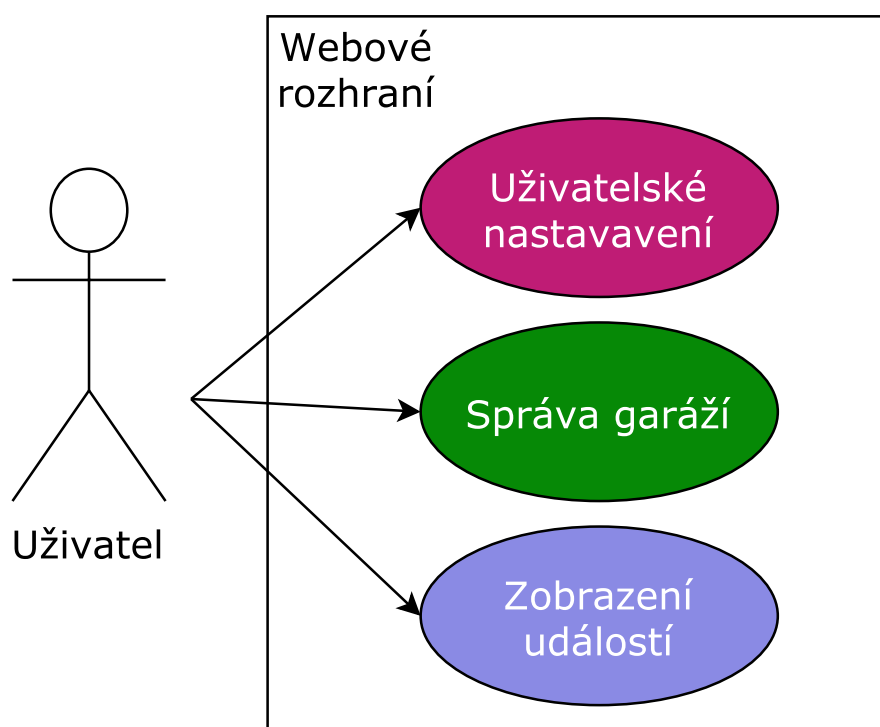 Webové
rozhraní
Uživatelské
nastavavení
Správa garáží
Uživatel
Zobrazení
událostí